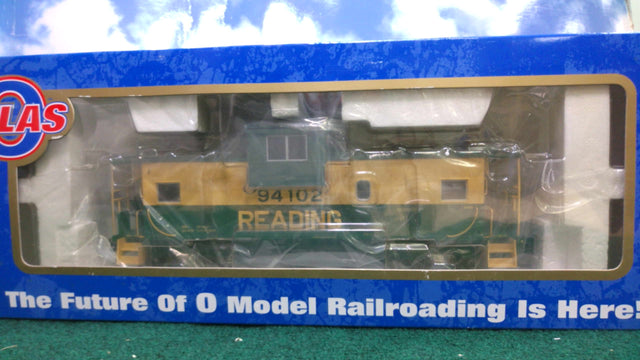 LAS
94102
READING
The Future Of O Model Railroading Is Here!